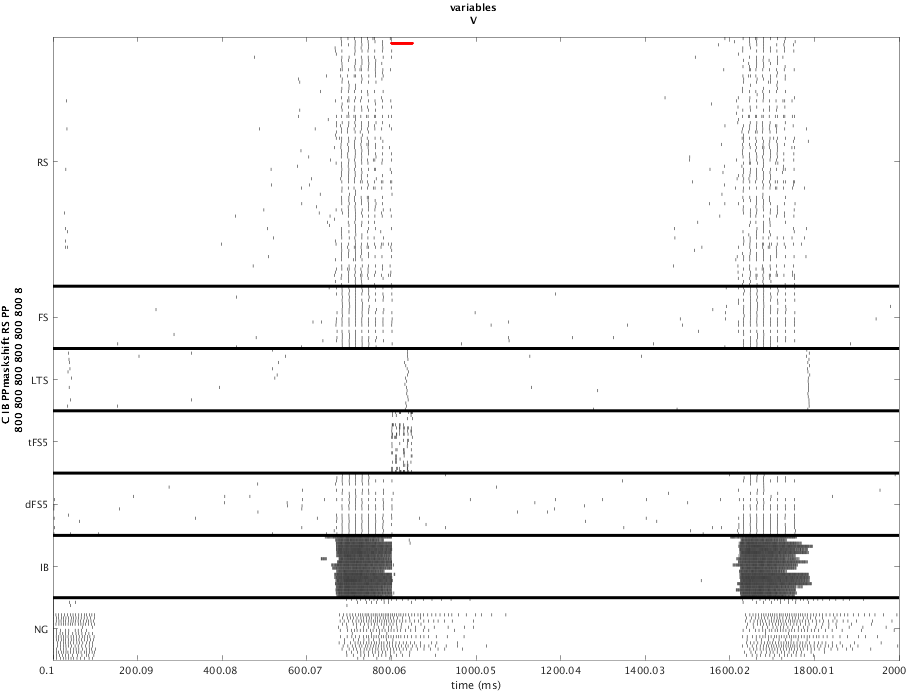 variables
V
C IB PPmaskshift RS PP
800 800 800 800 800 800 800 8
RS
FS
LTS
tFS5
dFS5
IB
NG
0.1 200.09 400.08 600.07 800.06 1000.05 1200.04 1400.03 1600.02 1800.01 2000
time (ms)